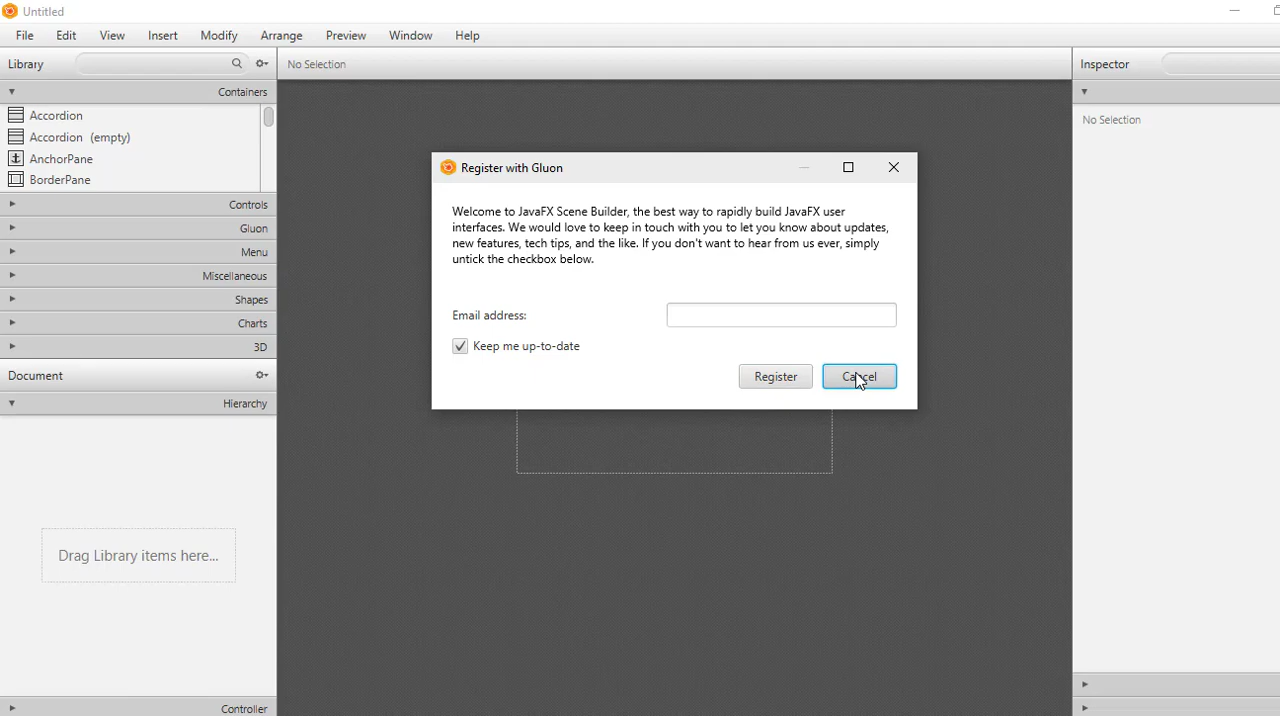 Untitled
File Edit View Insert Modify Arrange Preview Window Help
Library
No Selection
Inspector
Containers
Accordion
Accordion (empty)
AnchorPane
BorderPane
Controls
Gluon
Menu
Miscellaneous
Shapes
Charts
3D
Document
Hierarchy
Drag Library items here...
Controller
Register with Gluon
Welcome to JavaFX Scene Builder, the best way to rapidly build JavaFX user
interfaces. We would love to keep in touch with you to let you know about updates,
new features, tech tips, and the like. If you don't want to hear from us ever, simply
untick the checkbox below.
Email address:
Keep me up-to-date
Register Cancel
No Selection